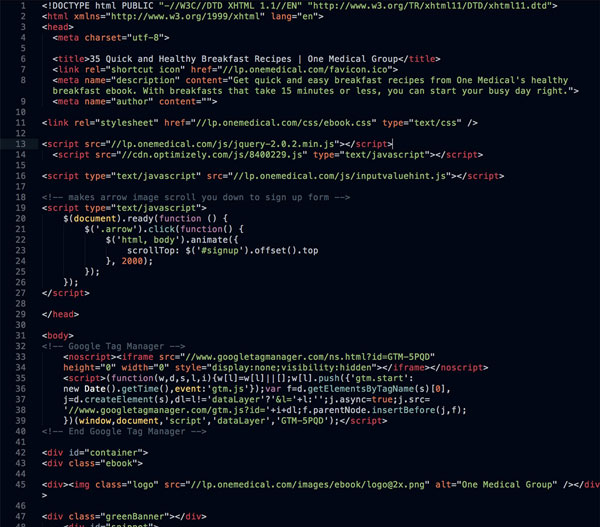 1 <!DOCTYPE html PUBLIC "-//W3C//DTD XHTML 1.1//EN" "http://www.w3.org/TR/xhtml11/DTD/xhtml11.dtd">
2 <html xmlns="http://www.w3.org/1999/xhtml" lang="en">
3 <head>
4 <meta charset="utf-8">
5
6 <title>35 Quick and Healthy Breakfast Recipes | One Medical Group</title>
7 <link rel="shortcut icon" href="//lp.onemedical.com/favicon.ico">
8 <meta name="description" content="Get quick and easy breakfast recipes from One Medical's healthy
breakfast ebook. With breakfasts that take 15 minutes or less, you can start your busy day right.">
9 <meta name="author" content="">
10
11 <link rel="stylesheet" href="//lp.onemedical.com/css/ebook.css" type="text/css" />
12
13 <script src="//lp.onemedical.com/js/jquery-2.0.2.min.js"></script>
14 <script src="//cdn.optimizely.com/js/8400229.js" type="text/javascript"></script>
15
16 <script type="text/javascript" src="//lp.onemedical.com/js/inputvaluehint.js"></script>
17
18 <!-- makes arrow image scroll you down to sign up form -->
19 <script type="text/javascript">
20 $(document).ready(function () {
21 $('.arrow').click(function() {
22 $('html, body').animate({
23 scrollTop: $('#signup').offset().top
24 }, 2000);
25 });
26 });
27 </script>
28
29 </head>
30
31 <body>
32 <!-- Google Tag Manager -->
33 <noscript><iframe src="//www.googletagmanager.com/ns.html?id=GTM-5PQD"
34 height="0" width="0" style="display:none;visibility:hidden"></iframe></noscript>
35 <script>(function(w,d,s,l,i){w[l]=w[l]||[];w[l].push({'gtm.start':
36 new Date().getTime(),event:'gtm.js'});var f=d.getElementsByTagName(s)[0],
37 j=d.createElement(s),dl=l!='dataLayer'?'&l='+l:'';j.async=true;j.src=
38 '//www.googletagmanager.com/gtm.js?id='+i+dl;f.parentNode.insertBefore(j,f);
39 })(window,document,'script','dataLayer','GTM-5PQD');</script>
40 <!-- End Google Tag Manager -->
41
42 <div id="container">
43 <div class="ebook">
44
45 <div><img class="logo" src="//lp.onemedical.com/images/ebook/logo@2x.png" alt="One Medical Group" /></div
>
46
47 <div class="greenBanner"></div>
48 <div id="snippet">